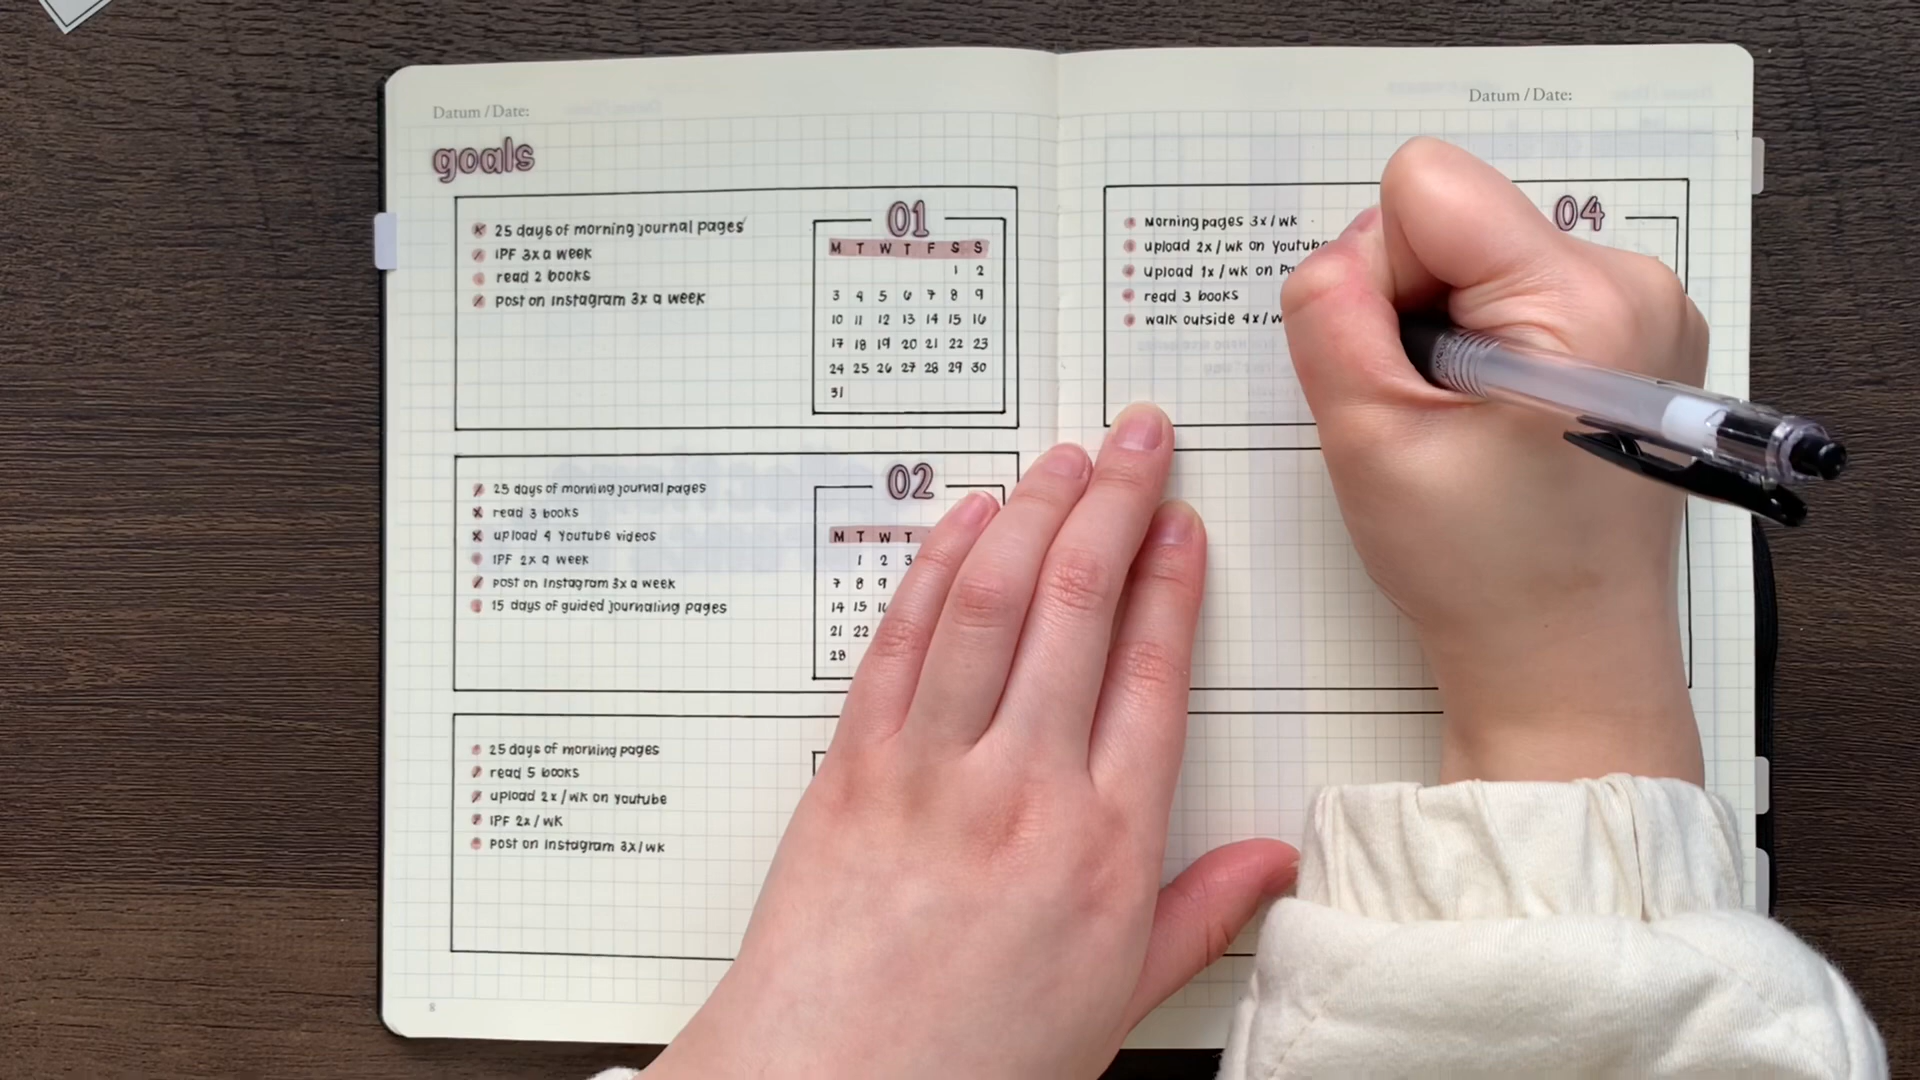 Datum / Date:
goals
25 days of morning journal pages
IPF 3x a week
read 2 books
post on Instagram 3x a week
01
M T W T F S S
1 2
3 4 5 6 7 8 9
10 11 12 13 14 15 16
17 18 19 20 21 22 23
24 25 26 27 28 29 30
31
25 days of morning journal pages
read 3 books
upload 4 Youtube videos
IPF 2x a week
post on Instagram 3x a week
15 days of guided journaling pages
02
M T W T
1 2 3
7 8 9
14 15
21 22
28
25 days of morning pages
read 5 books
upload 2x / wk on youtube
IPF 2x / wk
post on Instagram 3x / wk
8
Datum / Date:
Morning pages 3x / wk
upload 2x / wk on Youtube
upload 1x / wk on
read 3 books
walk outside 4x /
04